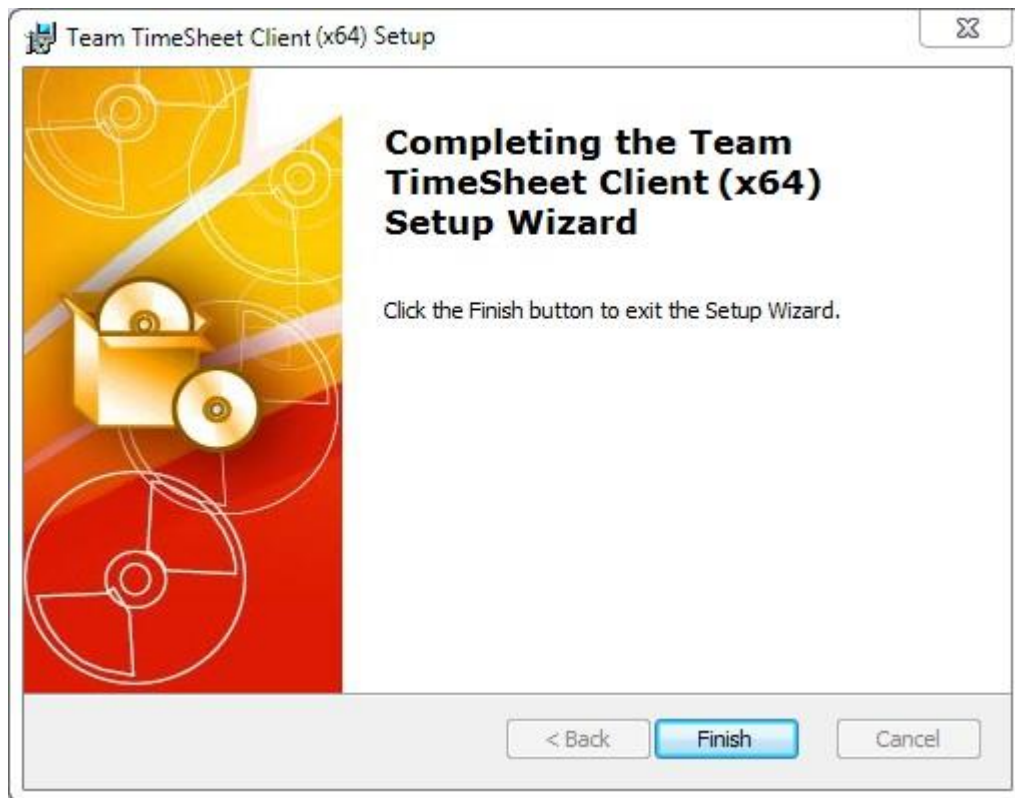 Team TimeSheet Client (x64) Setup
Completing the Team
TimeSheet Client (x64)
Setup Wizard
Click the Finish button to exit the Setup Wizard.
< Back
Finish
Cancel